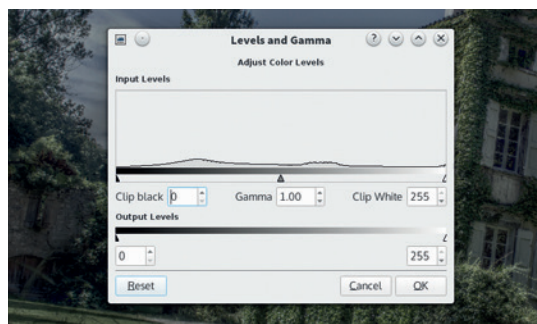 Levels and Gamma
Adjust Color Levels
Input Levels
Clip black 0 Gamma 1.00 Clip White 255
Output Levels
0 255
Reset Cancel OK